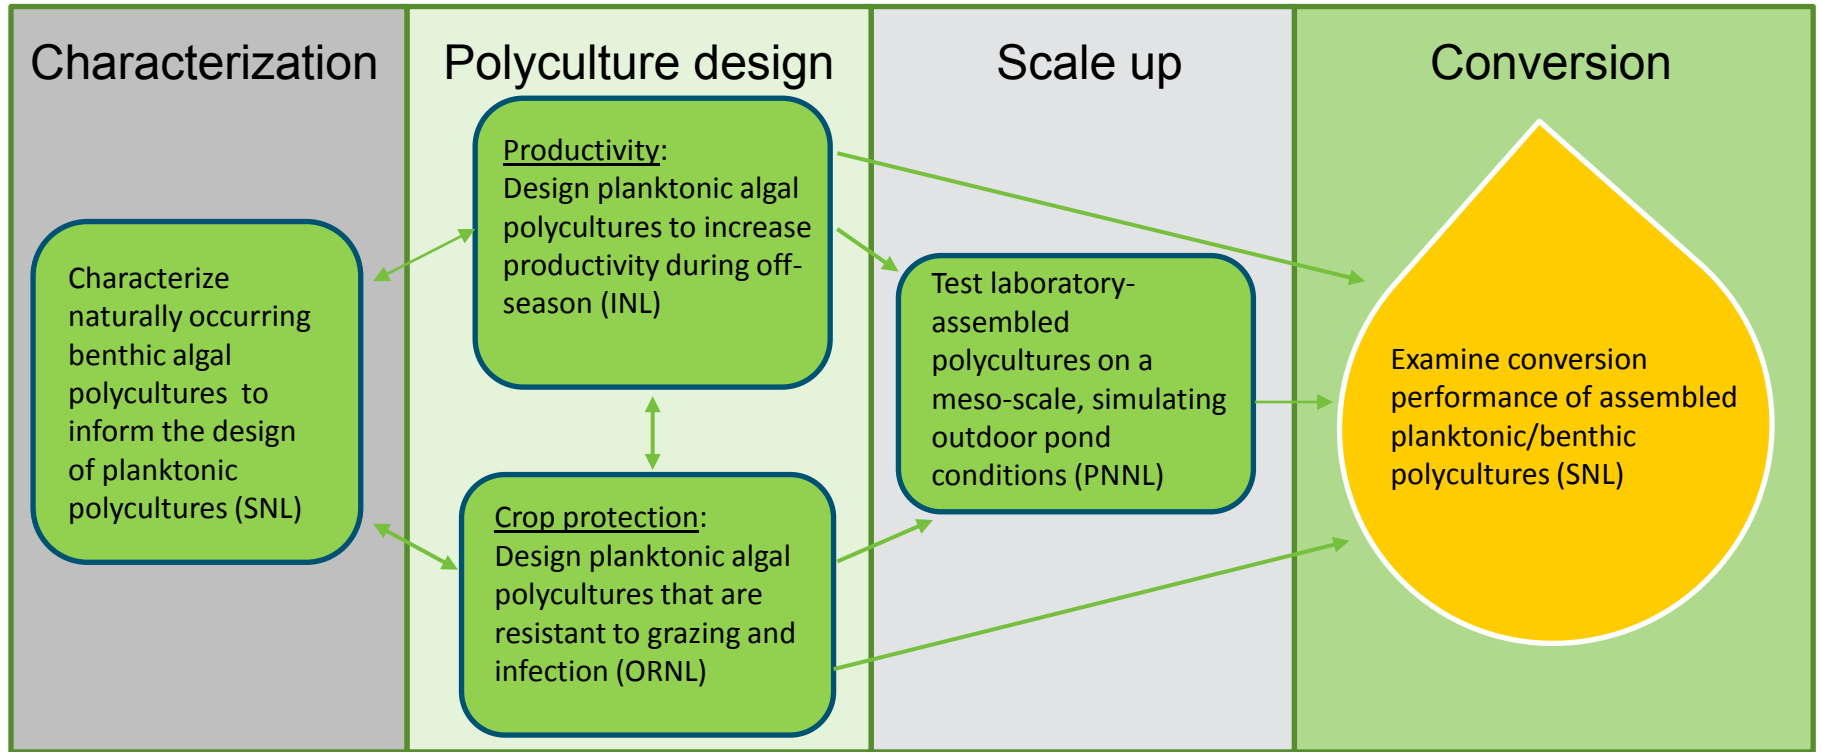 Characterization
Polyculture design
Scale up
Conversion
Characterize
naturally occurring
benthic algal
polycultures  to
inform the design
of planktonic
polycultures (SNL)
Productivity:
Design planktonic algal
polycultures to increase
productivity during off-
season (INL)
Crop protection:
Design planktonic algal
polycultures that are
resistant to grazing and
infection (ORNL)
Test laboratory-
assembled
polycultures on a
meso-scale, simulating
outdoor pond
conditions (PNNL)
Examine conversion
performance of assembled
planktonic/benthic
polycultures (SNL)